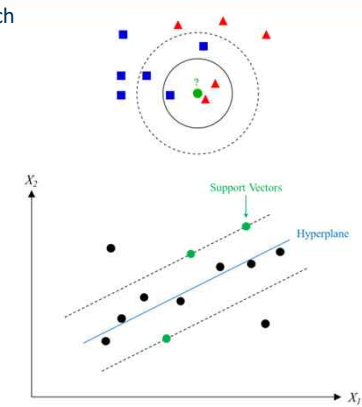 ch
?
X2
Support Vectors
Hyperplane
X1